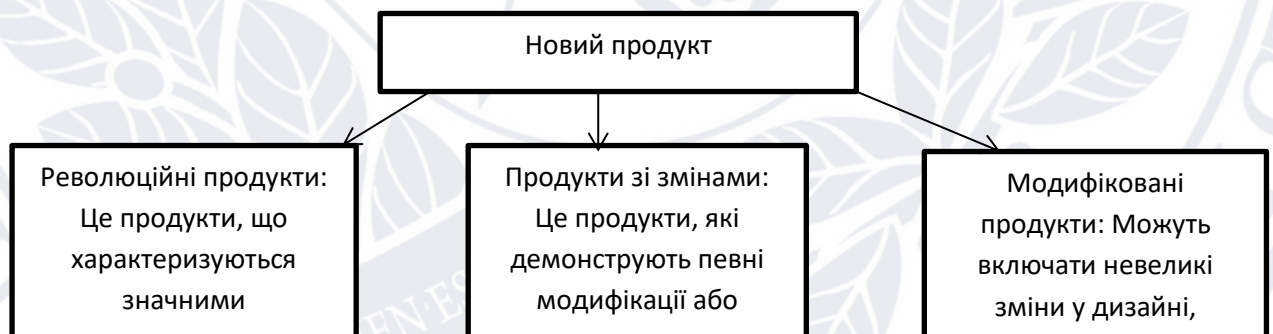 Новий продукт
Революційні продукти:
Це продукти, що
характеризуються
значними
Продукти зі змінами:
Це продукти, які
демонструють певні
модифікації або
Модифіковані
продукти: Можуть
включати невеликі
зміни у дизайні,